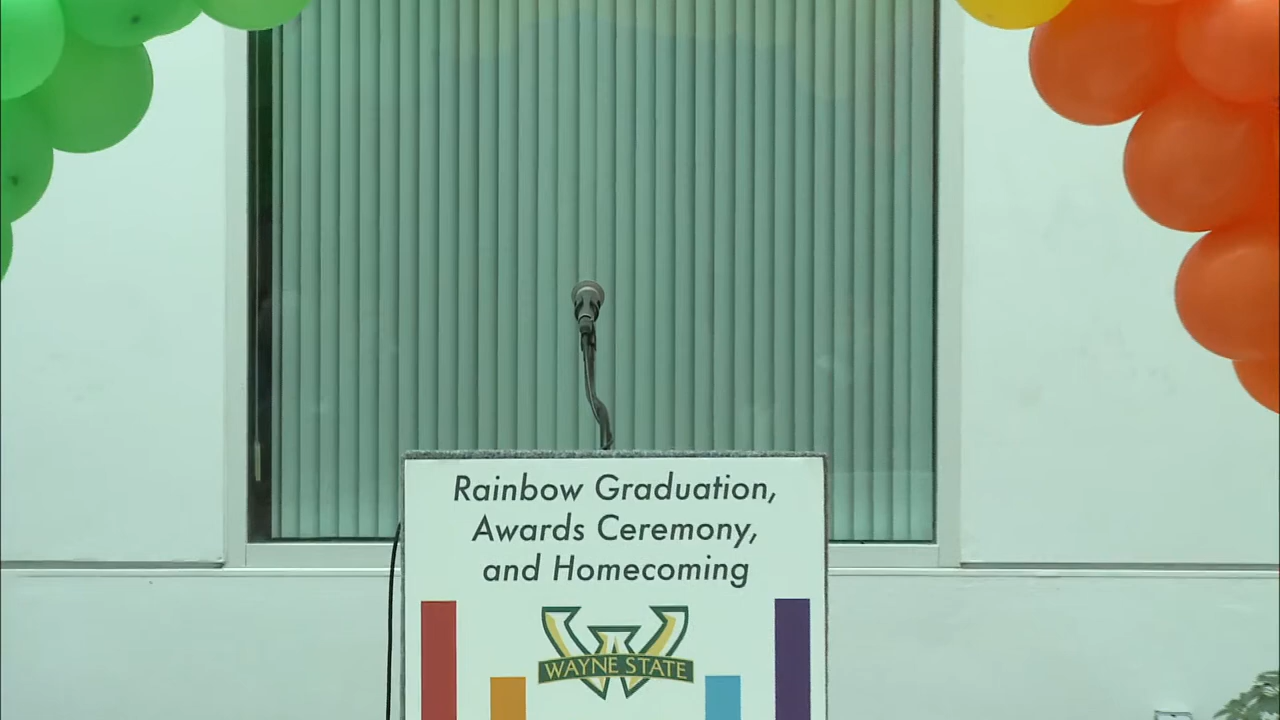 Rainbow Graduation,
Awards Ceremony,
and Homecoming
W
WAYNE STATE